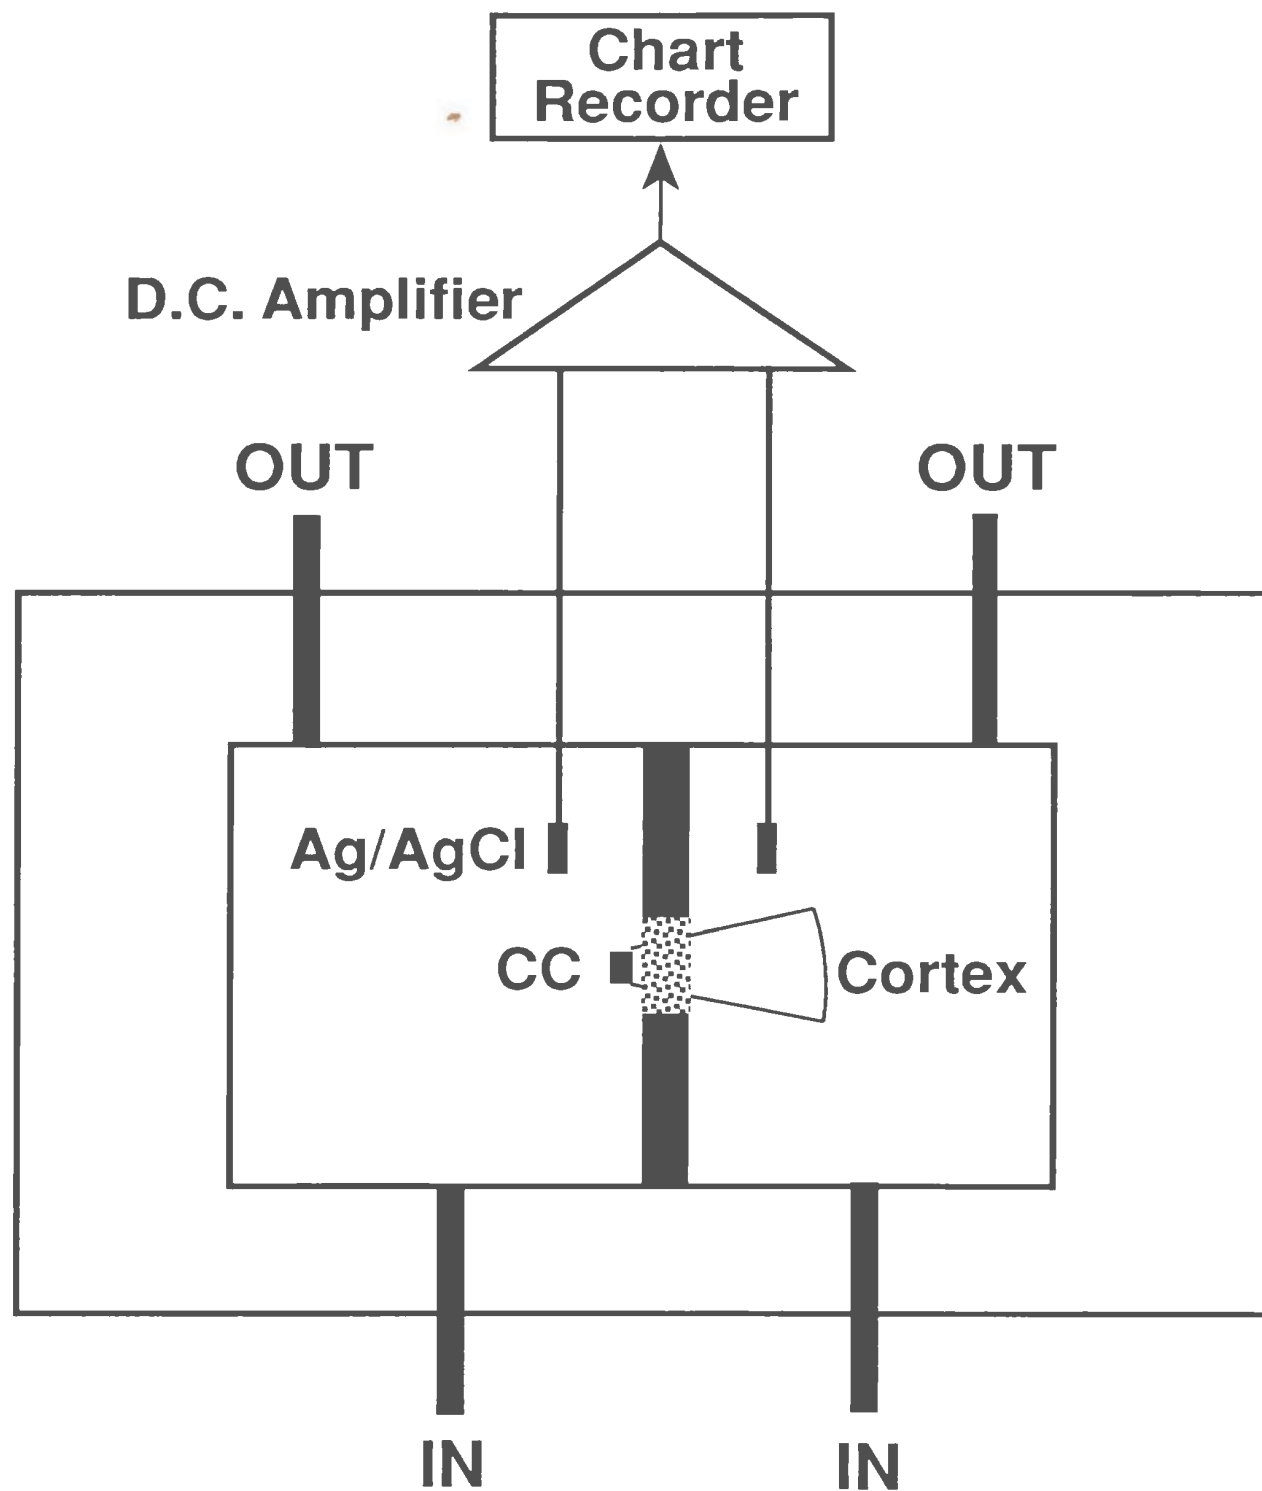 Chart
Recorder
D.C. Amplifier
OUT
OUT
Ag/AgCl
CC
Cortex
IN
IN